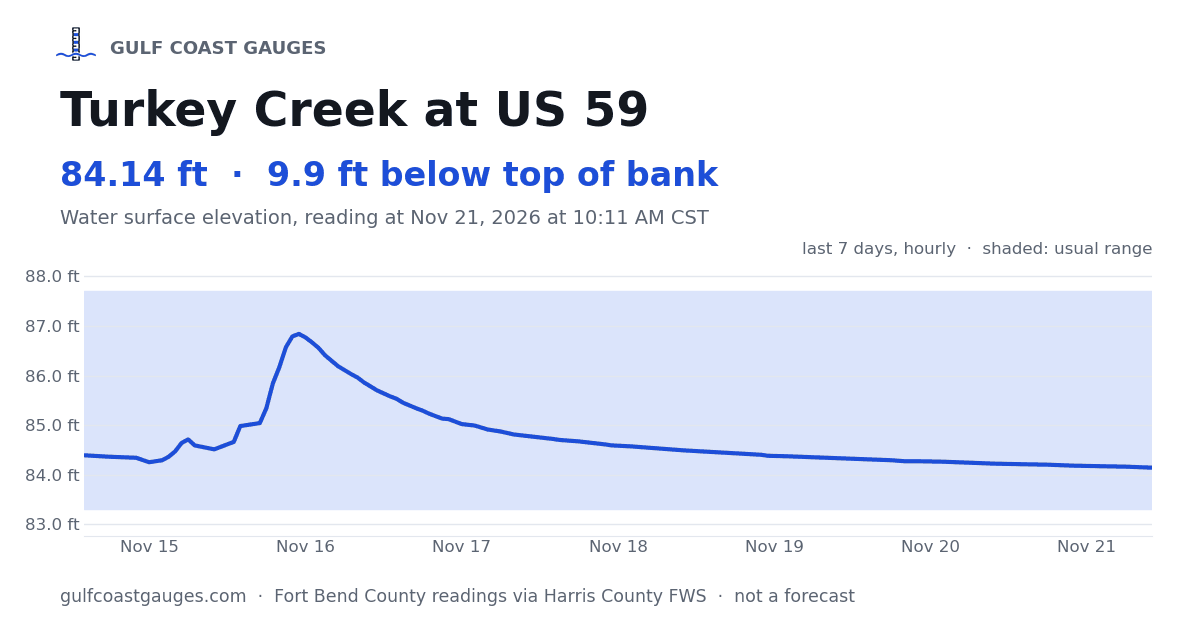 GULF COAST GAUGES
Turkey Creek at US 59
84.14 ft · 9.9 ft below top of bank
Water surface elevation, reading at Nov 21, 2026 at 10:11 AM CST
last 7 days, hourly · shaded: usual range
88.0 ft
87.0 ft
86.0 ft
85.0 ft
84.0 ft
83.0 ft
Nov 15 Nov 16 Nov 17 Nov 18 Nov 19 Nov 20 Nov 21
gulfcoastgauges.com · Fort Bend County readings via Harris County FWS · not a forecast